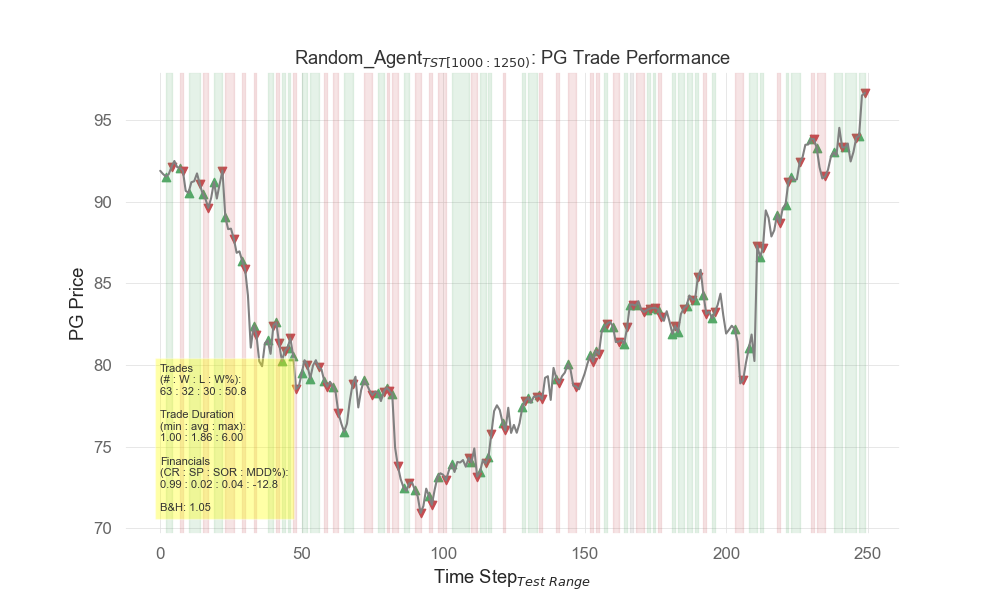 Random_Agent_TST[1000:1250): PG Trade Performance
PG Price
95
90
85
80
75
70
Trades
(# : W : L : W%):
63 : 32 : 30 : 50.8
Trade Duration
(min : avg : max):
1.00 : 1.86 : 6.00
Financials
(CR : SP : SOR : MDD%):
0.99 : 0.02 : 0.04 : -12.8
B&H: 1.05
0 50 100 150 200 250
Time Step Test Range